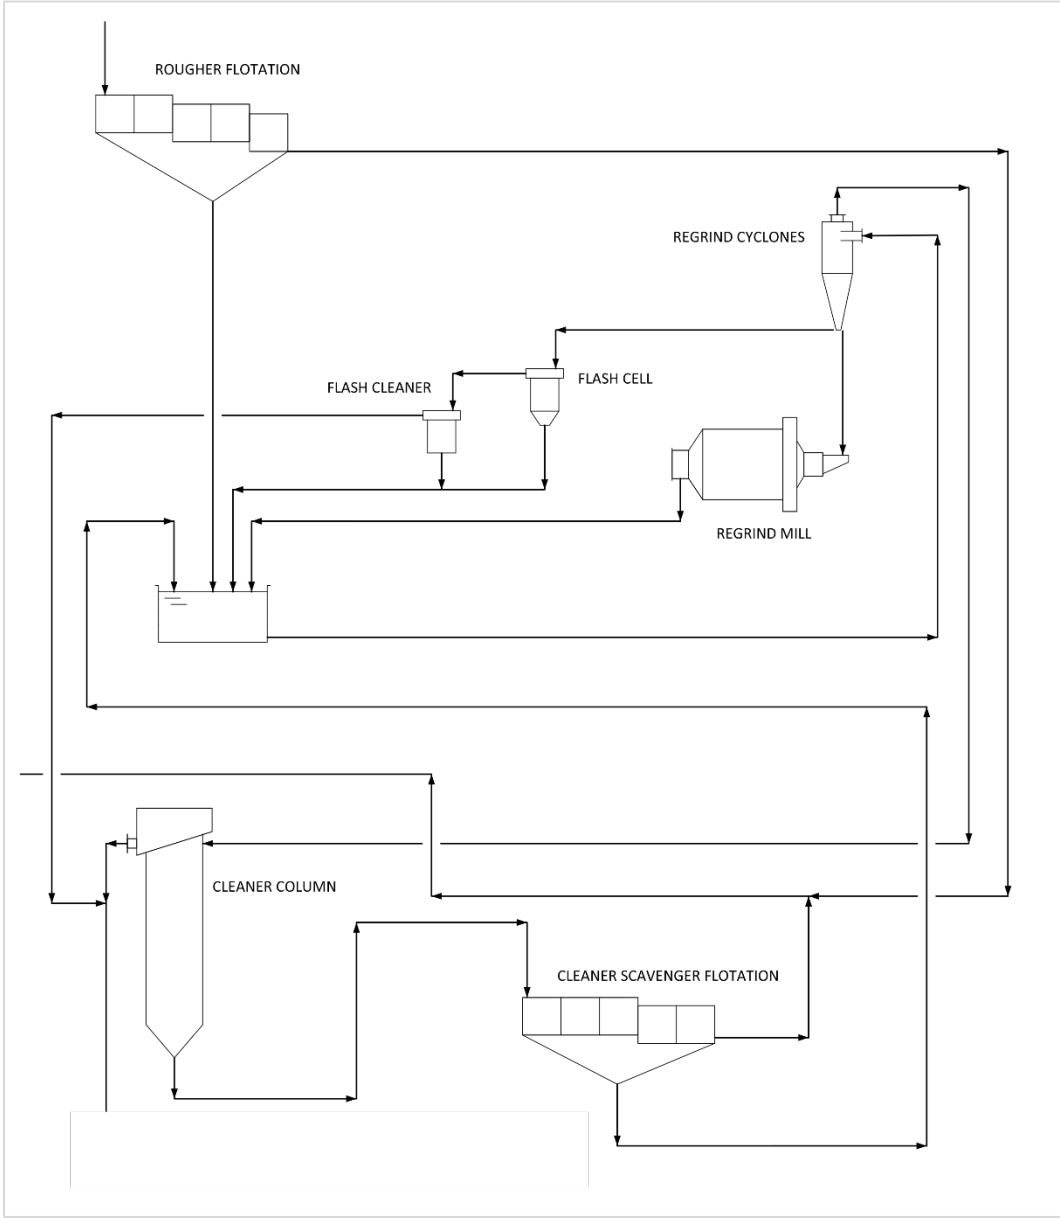 ROUGHER FLOTATION
REGRIND CYCLONES
FLASH CELL
FLASH CLEANER
REGRIND MILL
CLEANER COLUMN
CLEANER SCAVENGER FLOTATION